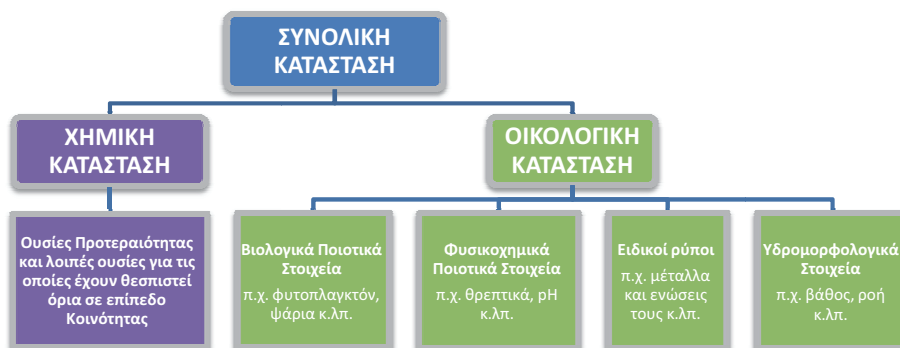 ΣΥΝΟΛΙΚΗ
ΚΑΤΑΣΤΑΣΗ
ΧΗΜΙΚΗ
ΚΑΤΑΣΤΑΣΗ
ΟΙΚΟΛΟΓΙΚΗ
ΚΑΤΑΣΤΑΣΗ
Ουσίες Προτεραιότητας
και λοιπές ουσίες για τις
οποίες έχουν θεσπιστεί
όρια σε επίπεδο
Κοινότητας
Βιολογικά Ποιοτικά
Στοιχεία
π.χ. φυτοπλαγκτόν,
ψάρια κ.λπ.
Φυσικοχημικά
Ποιοτικά Στοιχεία
π.χ. θρεπτικά, pH
κ.λπ.
Ειδικοί ρύποι
π.χ. μέταλλα
και ενώσεις
τους κ.λπ.
Υδρομορφολογικά
Στοιχεία
π.χ. βάθος, ροή
κ.λπ.